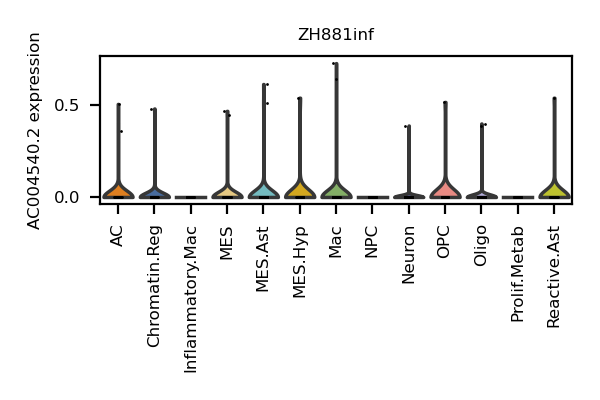 ZH881inf
AC004540.2 expression
0.5
0.0
AC
Chromatin.Reg
Inflammatory.Mac
MES
MES.Ast
MES.Hyp
Mac
NPC
Neuron
OPC
Oligo
Prolif.Metab
Reactive.Ast